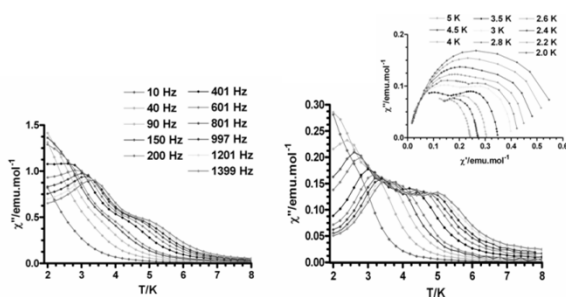 5 K 3.5 K 2.6 K
4.5 K 3 K 2.4 K
4 K 2.8 K 2.2 K
2.0 K
χ''/emu.mol-1
0.2
0.1
0.0
0.0 0.1 0.2 0.3 0.4 0.5 0.6
χ'/emu.mol-1
10 Hz 401 Hz
40 Hz 601 Hz
90 Hz 801 Hz
150 Hz 997 Hz
200 Hz 1201 Hz
1399 Hz
χ''/emu.mol-1
1.5
1.0
0.5
0.0
2 3 4 5 6 7 8
T/K
χ''/emu.mol-1
0.30
0.25
0.20
0.15
0.10
0.05
0.00
2 3 4 5 6 7 8
T/K